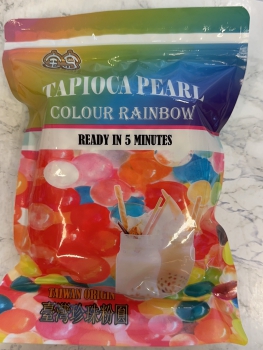 TAPIOCA PEARL
COLOUR RAINBOW
READY IN 5 MINUTES
TAIWAN ORIGIN
臺灣珍珠粉圓